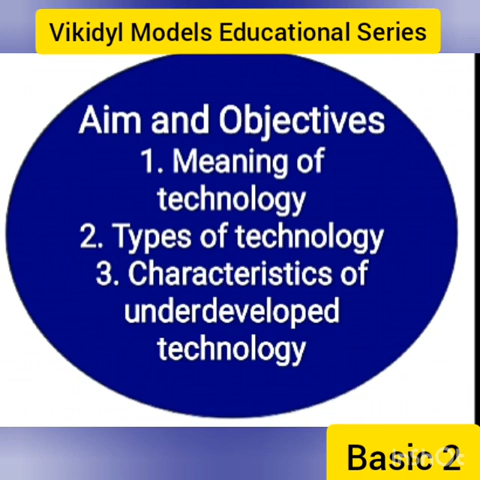 Vikidyl Models Educational Series
Aim and Objectives
1. Meaning of
technology
2. Types of technology
3. Characteristics of
underdeveloped
technology
Basic 2